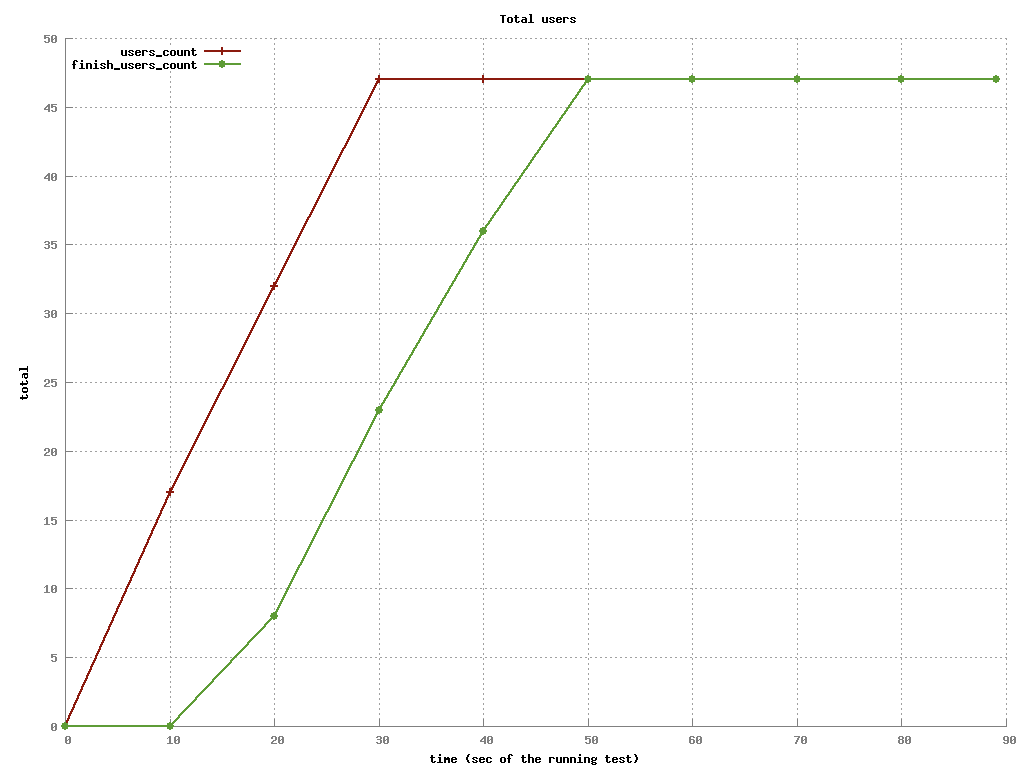 Total users
users_count
finish_users_count
50
45
40
35
30
25
20
15
10
5
0
total
0 10 20 30 40 50 60 70 80 90
time (sec of the running test)